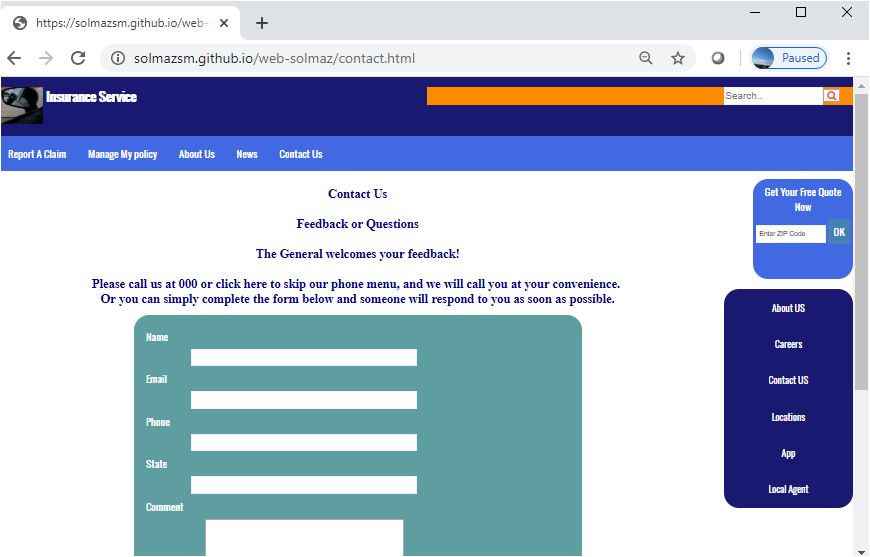 https://solmazsm.github.io/web-
solmazsm.github.io/web-solmaz/contact.html
Paused
Insurance Service
Search..
Report A Claim
Manage My policy
About Us
News
Contact Us
Contact Us
Feedback or Questions
The General welcomes your feedback!
Please call us at 000 or click here to skip our phone menu, and we will call you at your convenience.
Or you can simply complete the form below and someone will respond to you as soon as possible.
Name
Email
Phone
State
Comment
Get Your Free Quote
Now
Enter ZIP Code
OK
About US
Careers
Contact US
Locations
App
Local Agent